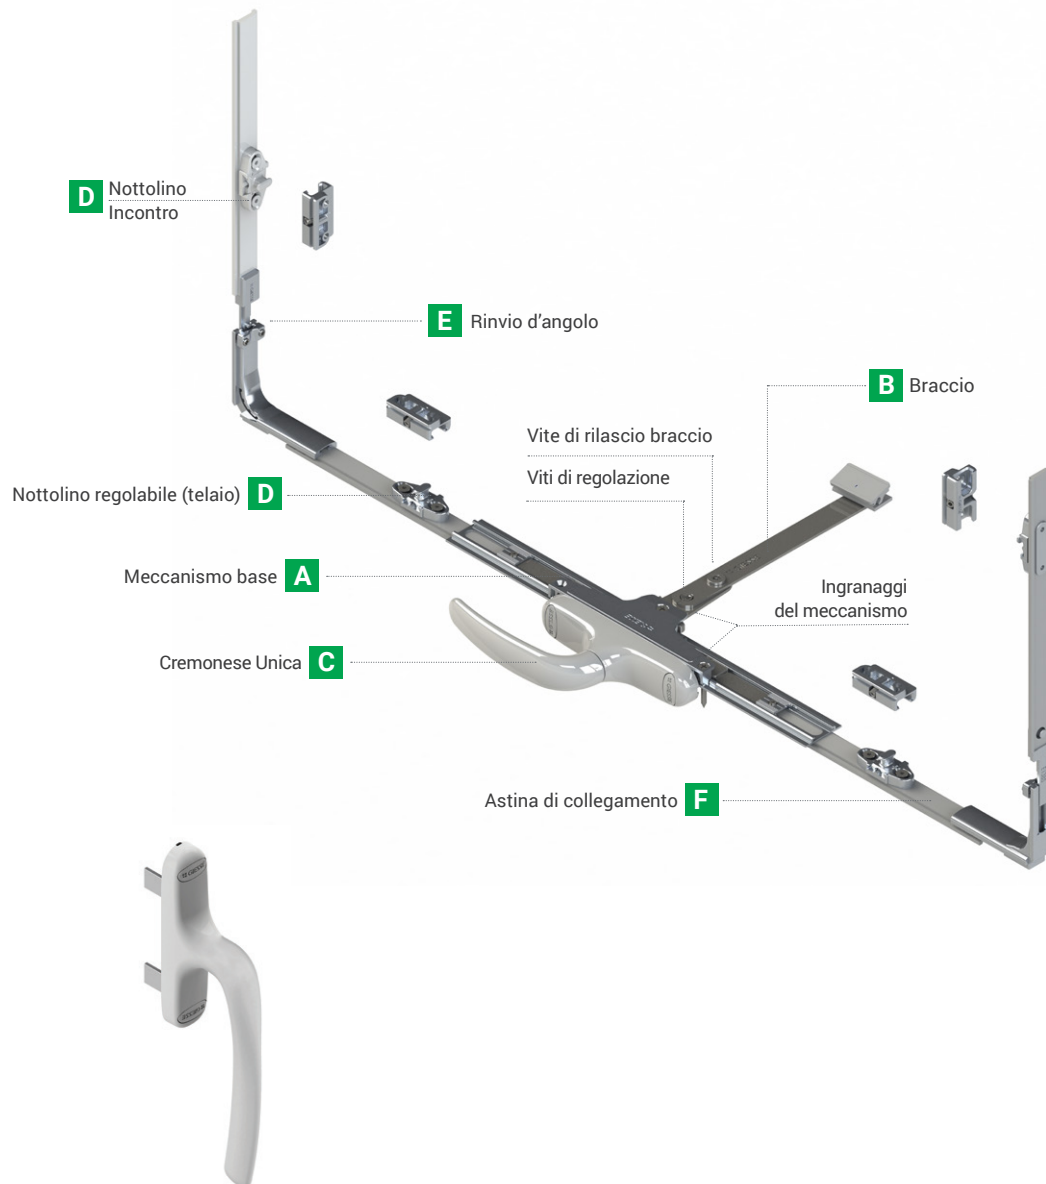 D Nottolino
Incontro
E Rinvio d’angolo
B Braccio
Vite di rilascio braccio
Viti di regolazione
Nottolino regolabile (telaio) D
Meccanismo base A
Ingranaggi
del meccanismo
Cremonese Unica C
Astina di collegamento F